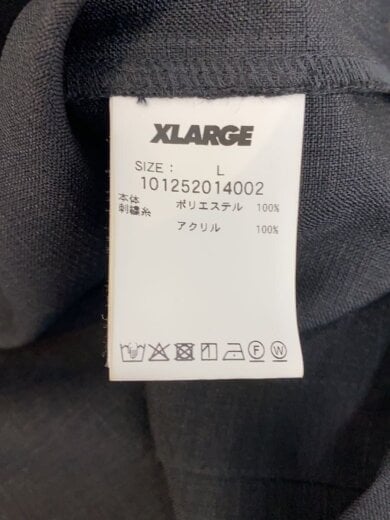 XLARGE
SIZE : L
101252014002
本体 ポリエステル 100%
刺繍糸
アクリル 100%
F W